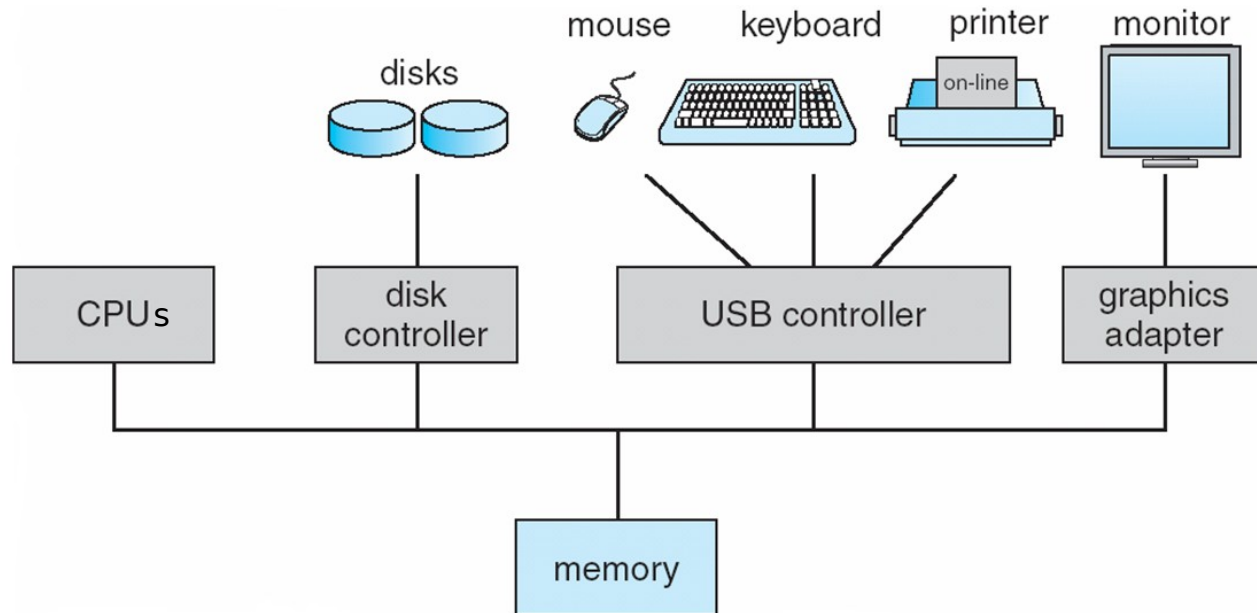 mouse
keyboard
printer
monitor
disks
on-line
CPUs
disk
controller
USB controller
graphics
adapter
memory